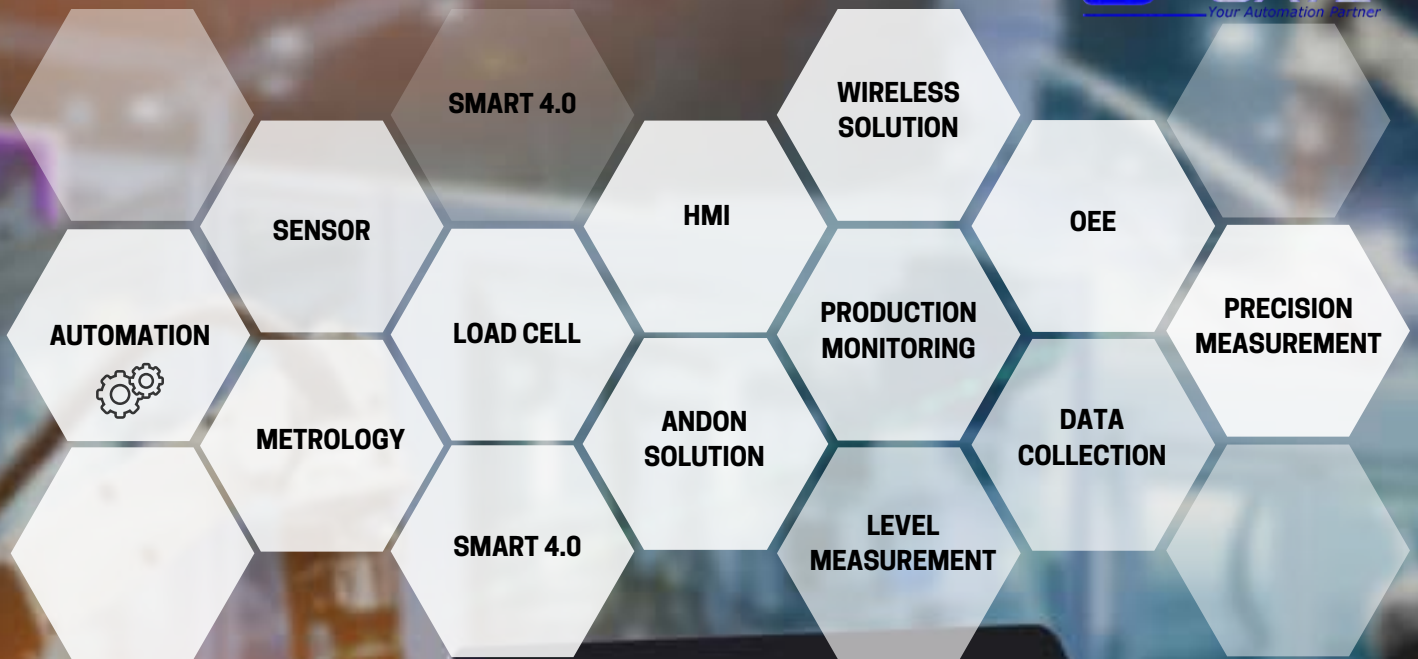 Your Automation Partner
SMART 4.0
WIRELESS
SOLUTION
SENSOR
HMI
OEE
AUTOMATION
LOAD CELL
PRODUCTION
MONITORING
PRECISION
MEASUREMENT
METROLOGY
ANDON
SOLUTION
DATA
COLLECTION
SMART 4.0
LEVEL
MEASUREMENT